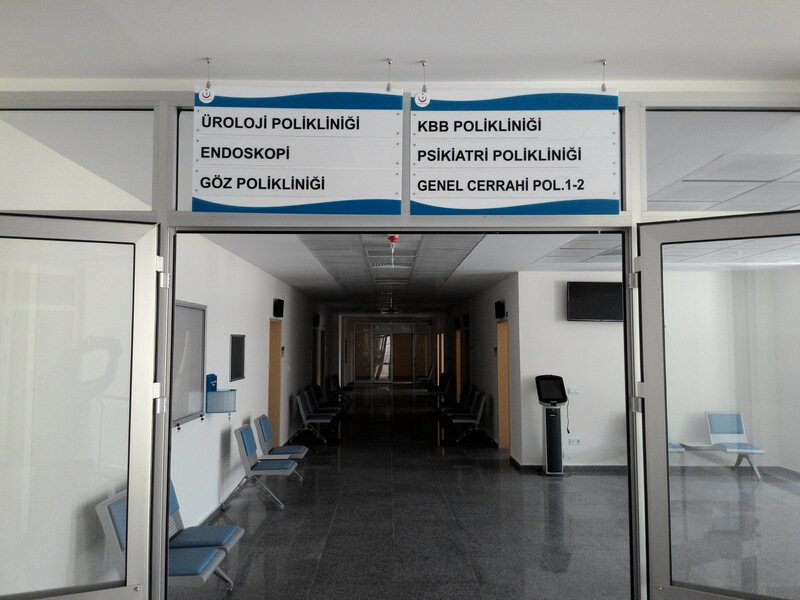 ÜROLOJİ POLİKLİNİĞİ
ENDOSKOPİ
GÖZ POLİKLİNİĞİ
KBB POLİKLİNİĞİ
PSİKİATRİ POLİKLİNİĞİ
GENEL CERRAHİ POL.1-2